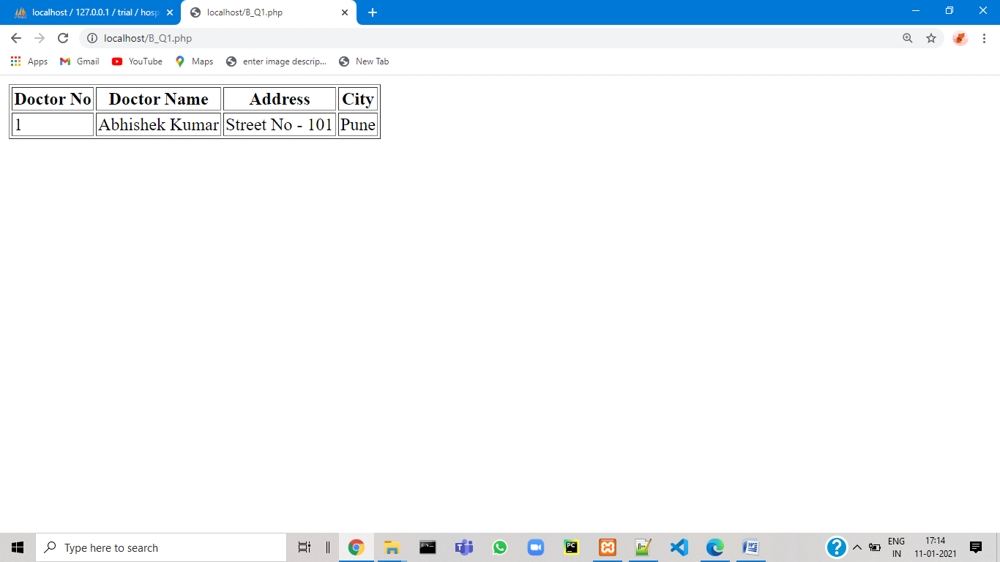 localhost / 127.0.0.1 / trial / hosp
localhost/B_Q1.php
localhost/B_Q1.php
Apps Gmail YouTube Maps enter image descrip... New Tab
Doctor No Doctor Name Address City
1 Abhishek Kumar Street No - 101 Pune
Type here to search
ENG 17:14
IN 11-01-2021